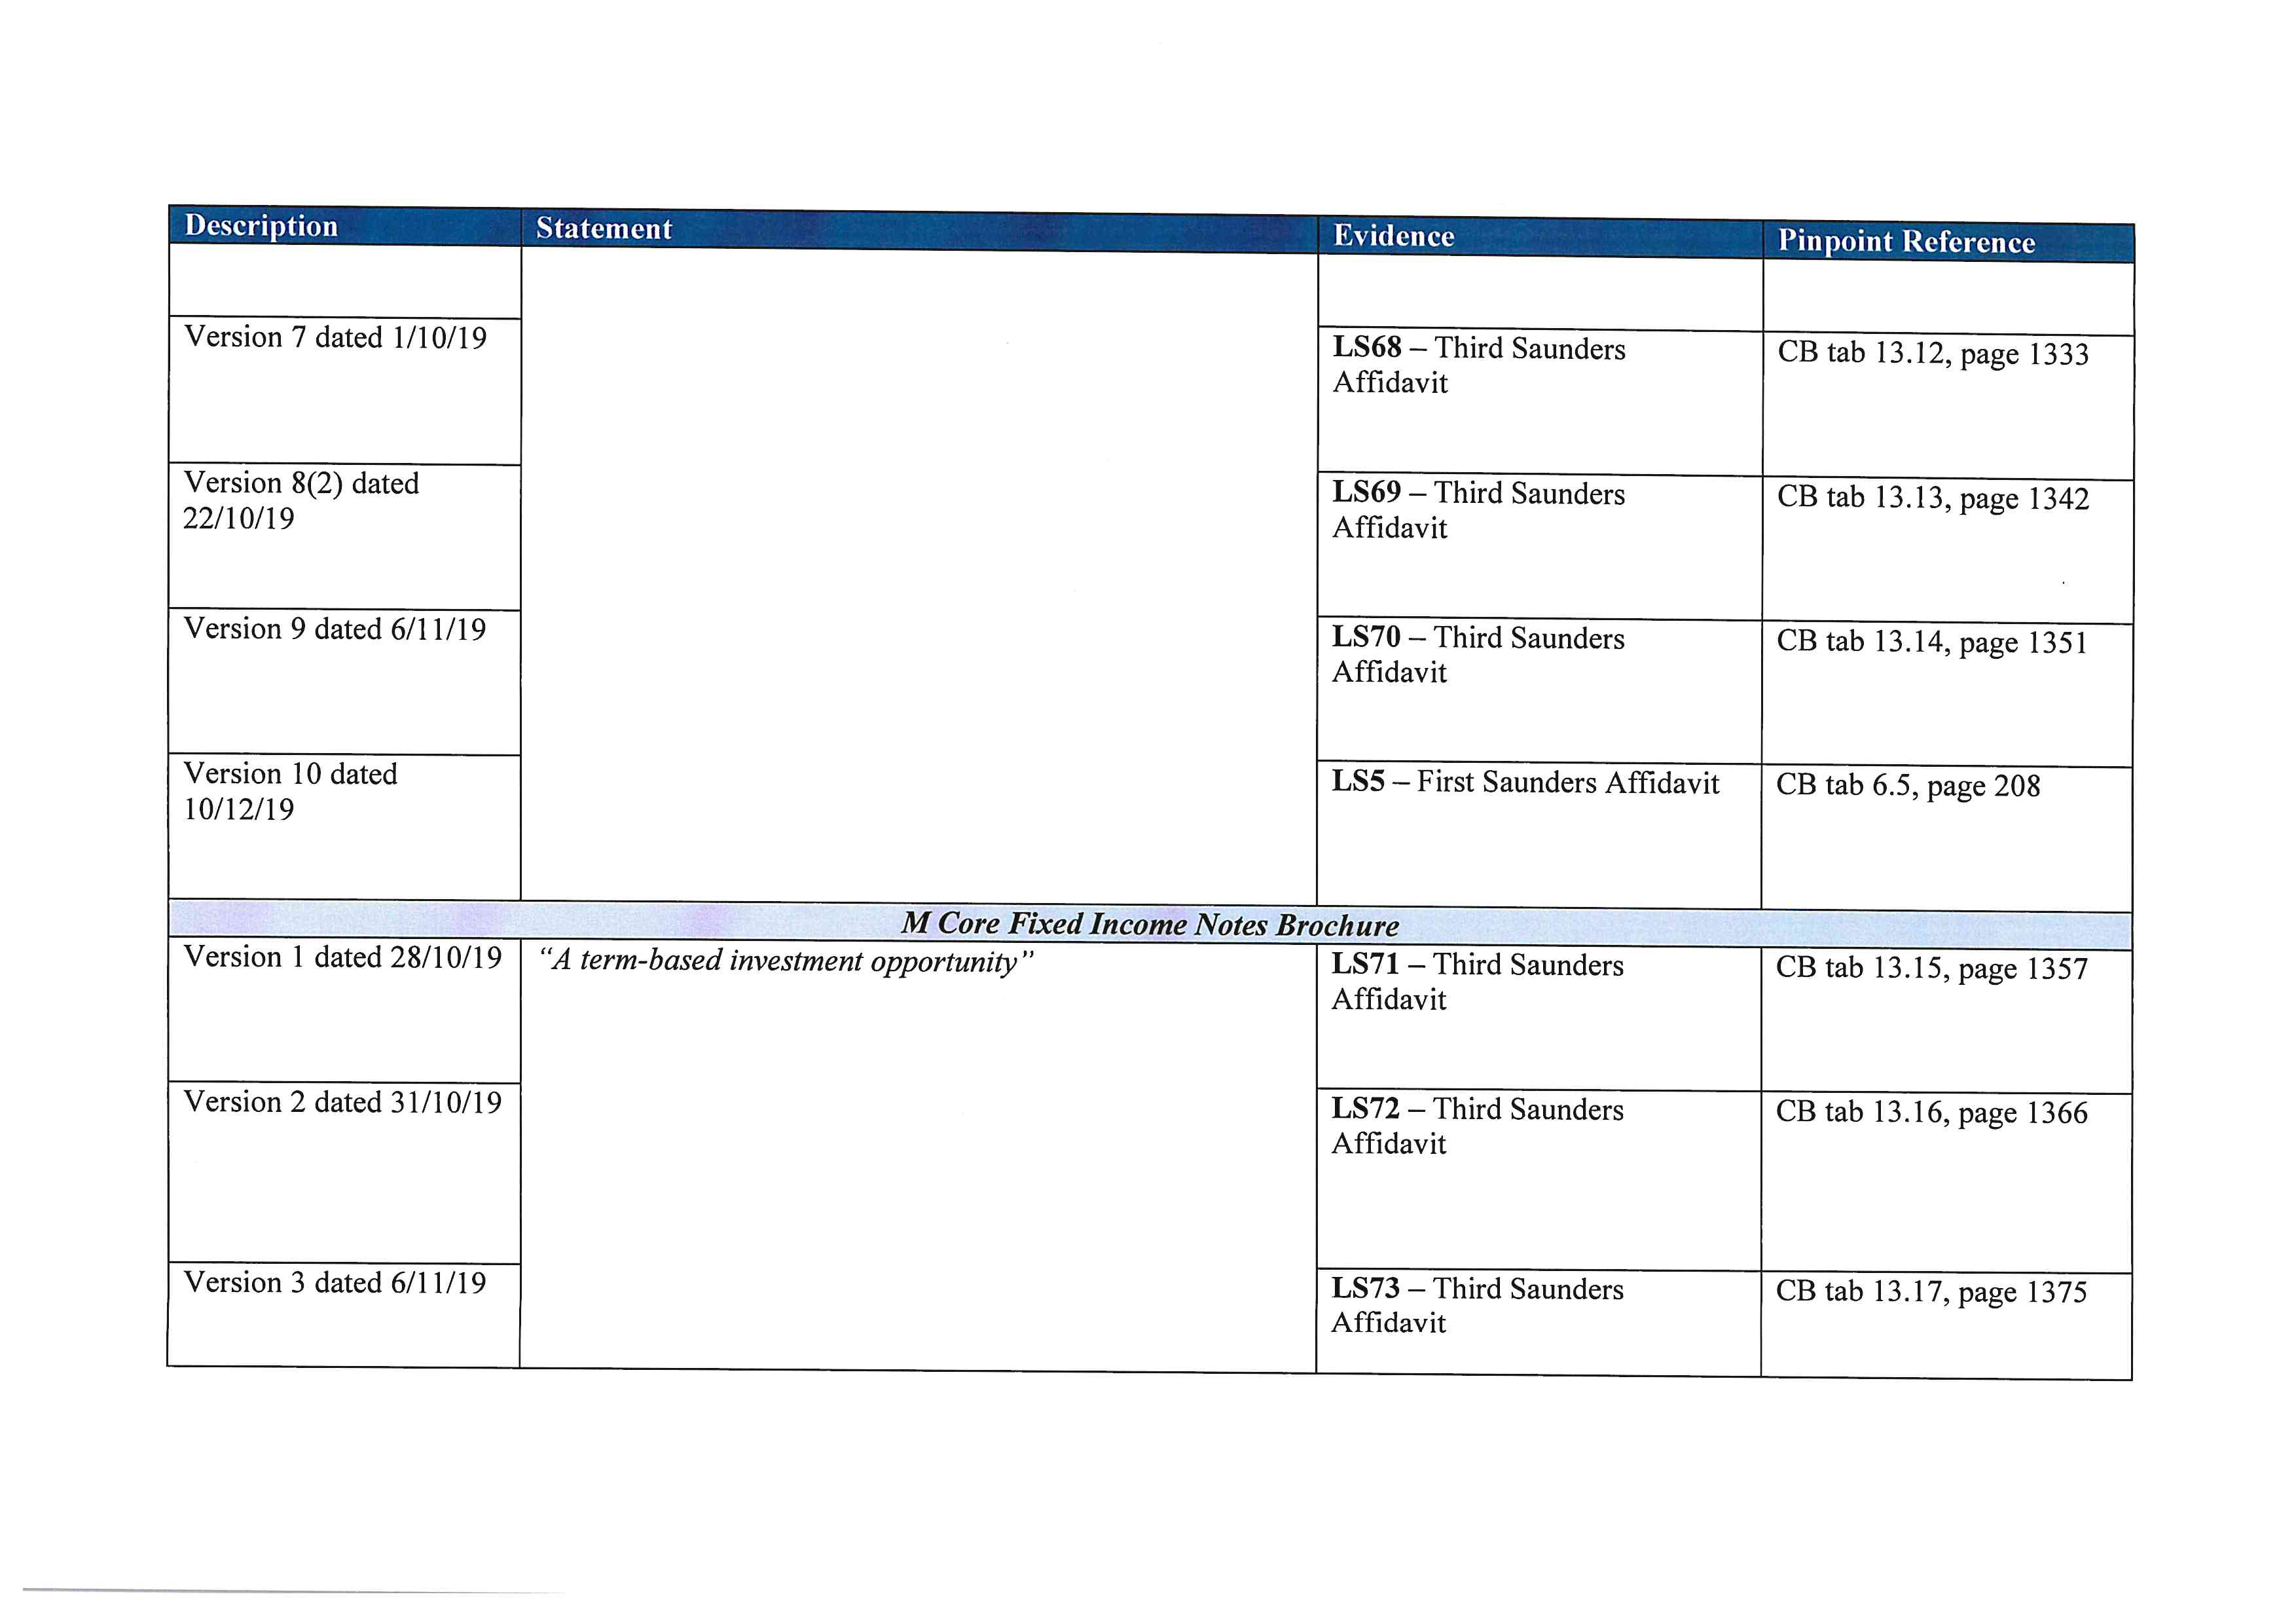 Description Statement Evidence Pinpoint Reference
Version 7 dated 1/10/19
LS68 – Third Saunders
Affidavit
CB tab 13.12, page 1333
Version 8(2) dated
22/10/19
LS69 – Third Saunders
Affidavit
CB tab 13.13, page 1342
Version 9 dated 6/11/19
LS70 – Third Saunders
Affidavit
CB tab 13.14, page 1351
Version 10 dated
10/12/19
LS5 – First Saunders Affidavit
CB tab 6.5, page 208
M Core Fixed Income Notes Brochure
Version 1 dated 28/10/19
“A term-based investment opportunity”
LS71 – Third Saunders
Affidavit
CB tab 13.15, page 1357
Version 2 dated 31/10/19
LS72 – Third Saunders
Affidavit
CB tab 13.16, page 1366
Version 3 dated 6/11/19
LS73 – Third Saunders
Affidavit
CB tab 13.17, page 1375